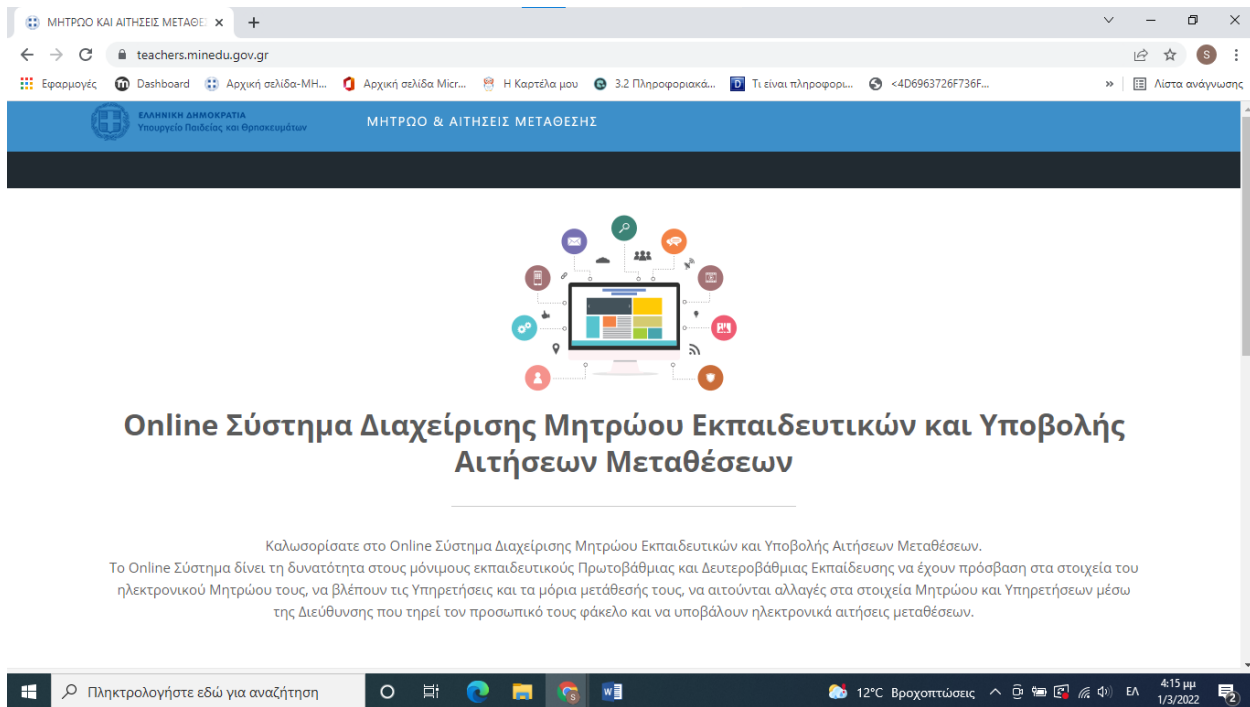 ΜΗΤΡΩΟ ΚΑΙ ΑΙΤΗΣΕΙΣ ΜΕΤΑΘΕΣ
teachers.minedu.gov.gr
S
Εφαρμογές Dashboard Αρχική σελίδα-ΜΗ... Αρχική σελίδα Micr... Η Καρτέλα μου 3.2 Πληροφοριακά... Τι είναι πληροφορι... <4D6963726F736F... » Λίστα ανάγνωσης
ΕΛΛΗΝΙΚΗ ΔΗΜΟΚΡΑΤΙΑ
Υπουργείο Παιδείας και Θρησκευμάτων
ΜΗΤΡΩΟ & ΑΙΤΗΣΕΙΣ ΜΕΤΑΘΕΣΗΣ
Online Σύστημα Διαχείρισης Μητρώου Εκπαιδευτικών και Υποβολής
Αιτήσεων Μεταθέσεων
Καλωσορίσατε στο Online Σύστημα Διαχείρισης Μητρώου Εκπαιδευτικών και Υποβολής Αιτήσεων Μεταθέσεων.
Το Online Σύστημα δίνει τη δυνατότητα στους μόνιμους εκπαιδευτικούς Πρωτοβάθμιας και Δευτεροβάθμιας Εκπαίδευσης να έχουν πρόσβαση στα στοιχεία του
ηλεκτρονικού Μητρώου τους, να βλέπουν τις Υπηρετήσεις και τα μόρια μετάθεσής τους, να αιτούνται αλλαγές στα στοιχεία Μητρώου και Υπηρετήσεων μέσω
της Διεύθυνσης που τηρεί τον προσωπικό τους φάκελο και να υποβάλουν ηλεκτρονικά αιτήσεις μεταθέσεων.
Πληκτρολογήστε εδώ για αναζήτηση
12°C Βροχοπτώσεις
ΕΛ
4:15 μμ
1/3/2022
2